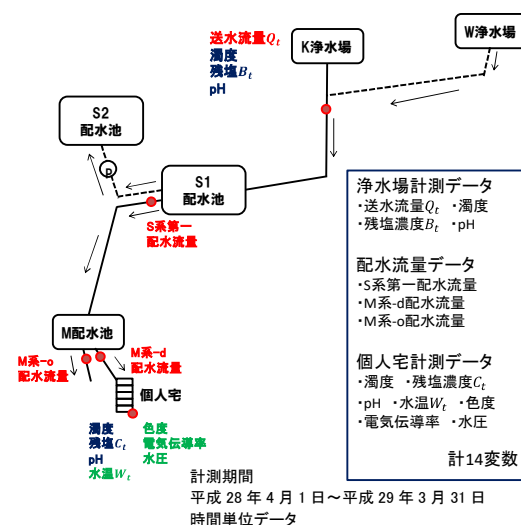 W浄水場
K浄水場
送水流量Qt
濁度
残塩Bt
pH
S2
配水池
P
S1
配水池
S系第一
配水流量
M配水池
M系-o
配水流量
M系-d
配水流量
個人宅
濁度
残塩Ct
pH
水温Wt
色度
電気伝導率
水圧
浄水場計測データ
・送水流量Qt ・濁度
・残塩濃度Bt ・pH
配水流量データ
・S系第一配水流量
・M系-d配水流量
・M系-o配水流量
個人宅計測データ
・濁度 ・残塩濃度Ct
・pH ・水温Wt ・色度
・電気伝導率 ・水圧
計14変数
計測期間
平成 28 年 4 月 1 日～平成 29 年 3 月 31 日
時間単位データ